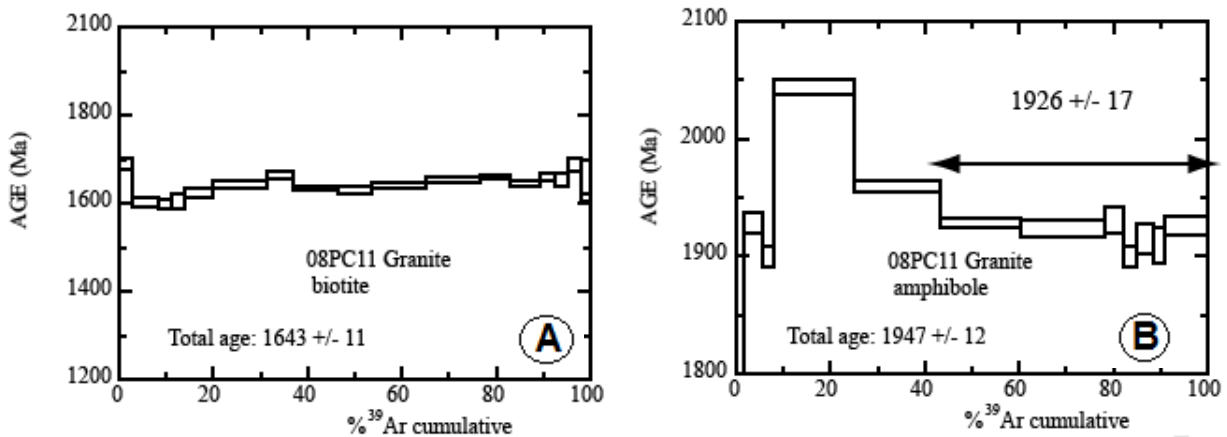 2100
1800
1600
1400
1200
AGE (Ma)
08PC11 Granite
biotite
Total age: 1643 +/- 11
A
0 20 40 60 80 100
% ³⁹Ar cumulative
2100
2000
1900
1800
AGE (Ma)
1926 +/- 17
08PC11 Granite
amphibole
Total age: 1947 +/- 12
B
0 20 40 60 80 100
% ³⁹Ar cumulative